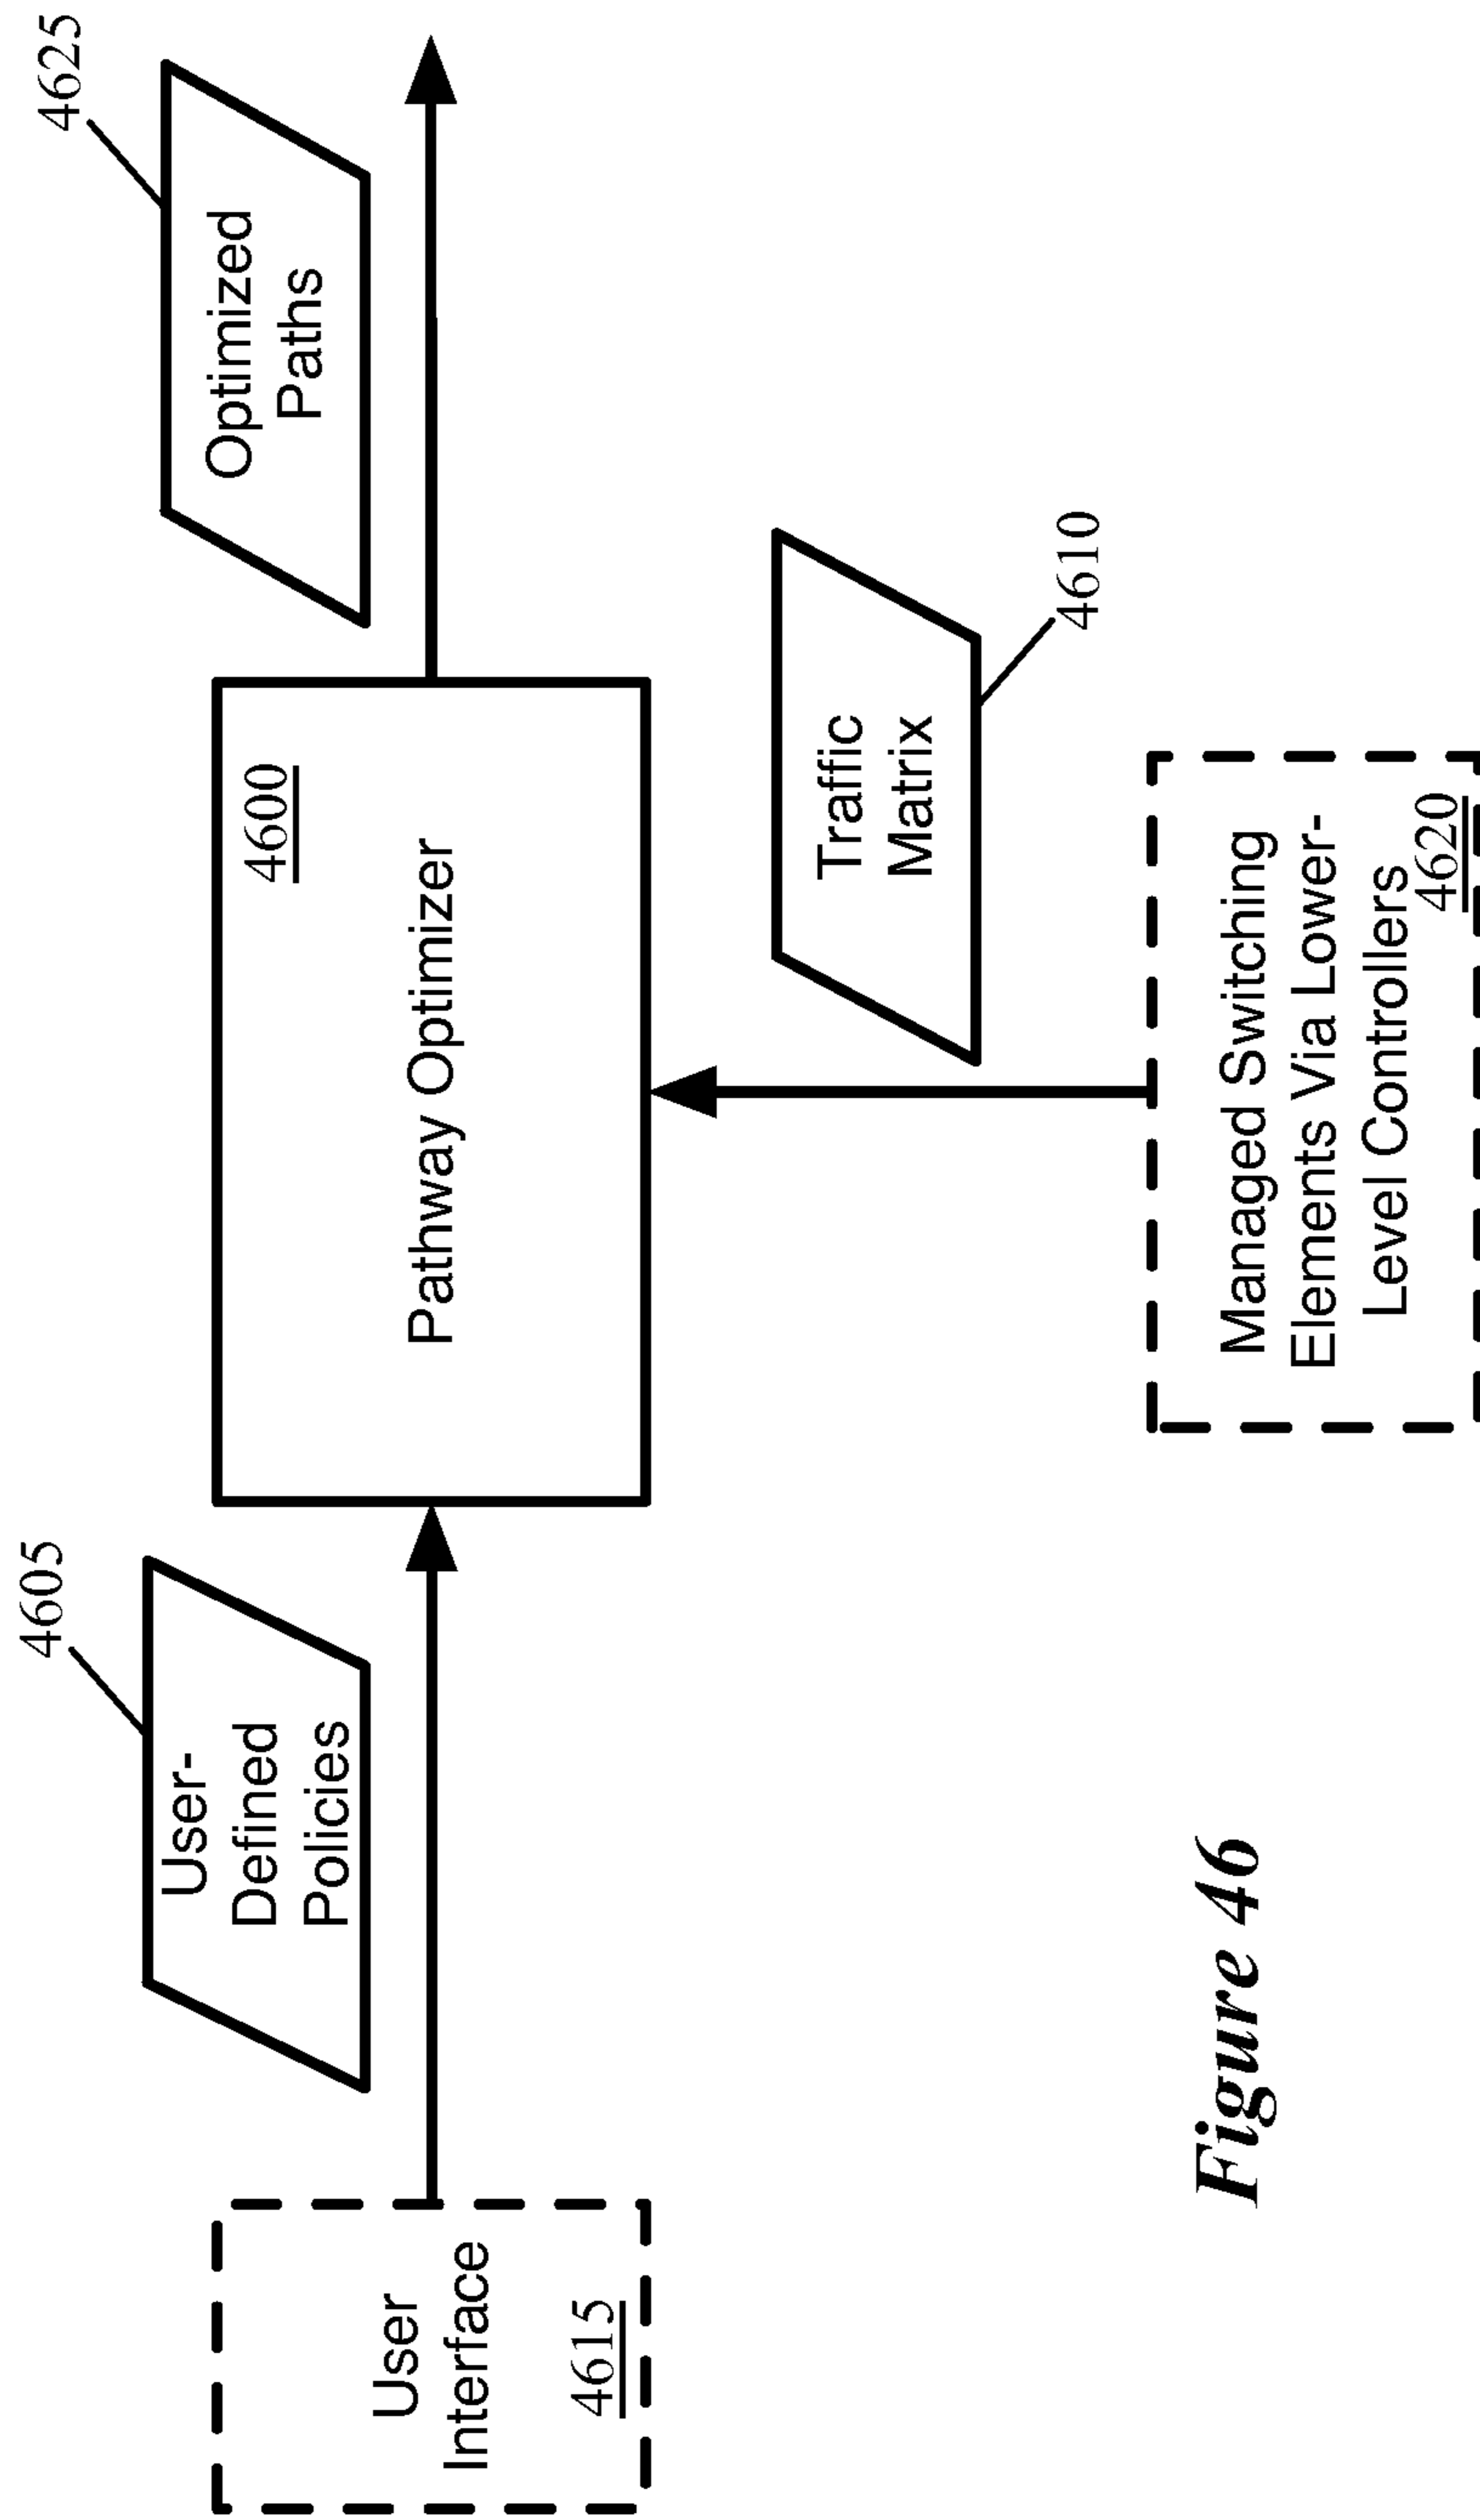 4605
User-
Defined
Policies
4625
Optimized
Paths
User
Interface
4615
4600
Pathway Optimizer
Traffic
Matrix
4610
Managed Switching
Elements Via Lower-
Level Controllers
4620
Figure 46